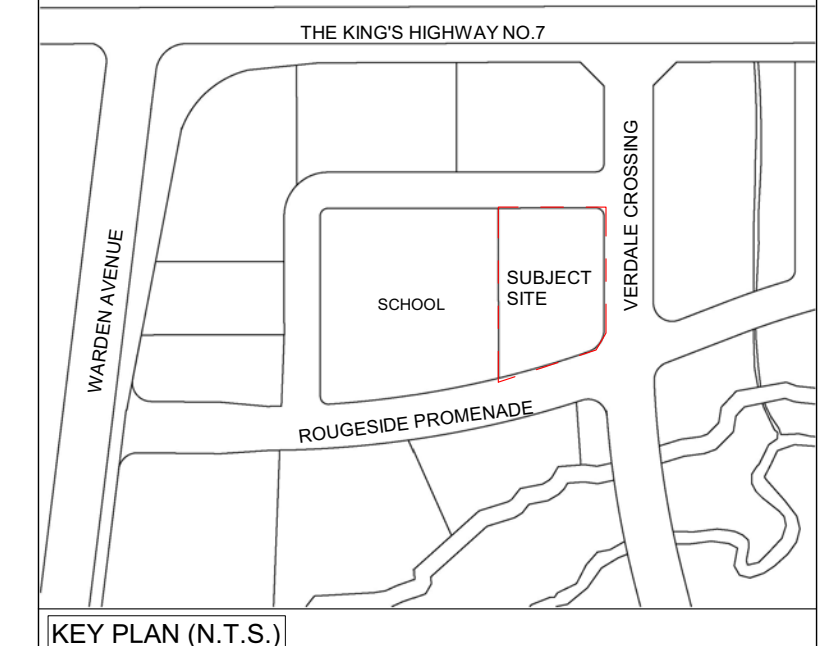 THE KING'S HIGHWAY NO.7
VERDALE CROSSING
WARDEN AVENUE
SUBJECT
SITE
SCHOOL
ROUGESIDE PROMENADE
KEY PLAN (N.T.S.)